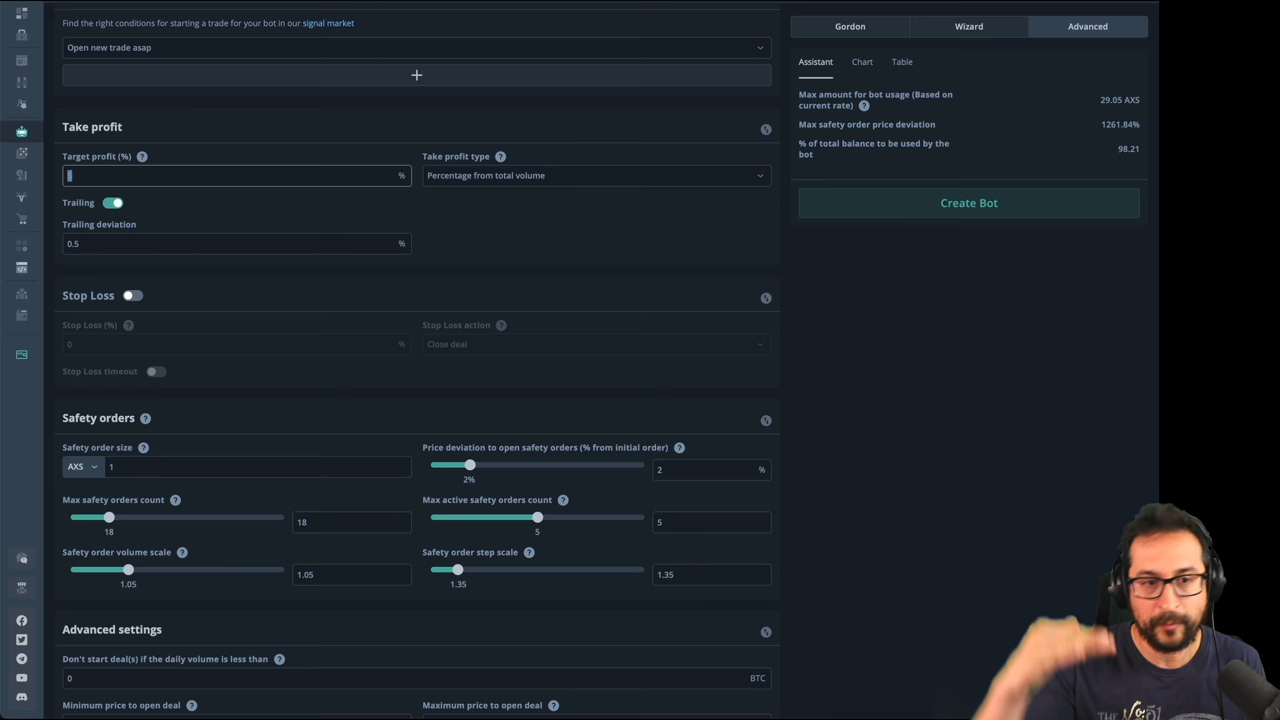 Find the right conditions for starting a trade for your bot in our signal market
Open new trade asap
+
Take profit
Target profit (%) ?
%
Take profit type ?
Percentage from total volume
Trailing
Trailing deviation
0.5 %
Stop Loss
Stop Loss (%) ?
0 %
Stop Loss action ?
Close deal
Stop Loss timeout
Safety orders ?
Safety order size ?
AXS 1
Price deviation to open safety orders (% from initial order) ?
2%
2 %
Max safety orders count ?
18
18
Max active safety orders count ?
5
5
Safety order volume scale ?
1.05
1.05
Safety order step scale ?
1.35
1.35
Advanced settings
Don't start deal(s) if the daily volume is less than ?
0 BTC
Minimum price to open deal ?
Maximum price to open deal ?
Gordon Wizard Advanced
Assistant Chart Table
Max amount for bot usage (Based on
current rate) ?
29.05 AXS
Max safety order price deviation
1261.84%
% of total balance to be used by the
bot
98.21
Create Bot